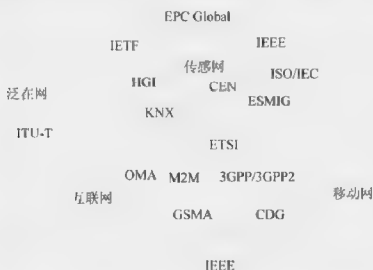 EPC Global
IETF
IEEE
传感网
HGI
CEN
ISO/IEC
泛在网
ESMIG
KNX
ITU-T
ETSI
OMA
M2M
3GPP/3GPP2
互联网
移动网
GSMA
CDG
IEEE